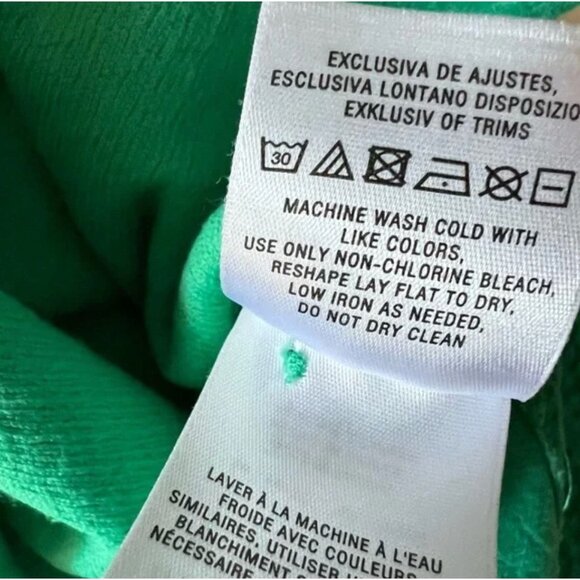 EXCLUSIVA DE AJUSTES,
ESCLUSIVA LONTANO DISPOSIZIO
EXKLUSIV OF TRIMS
30
MACHINE WASH COLD WITH
LIKE COLORS,
USE ONLY NON-CHLORINE BLEACH,
RESHAPE LAY FLAT TO DRY,
LOW IRON AS NEEDED,
DO NOT DRY CLEAN
LAVER À LA MACHINE À L'EAU
FROIDE AVEC COULEURS
SIMILAIRES, UTILISER
BLANCHIMENT
NÉCESSAIRE